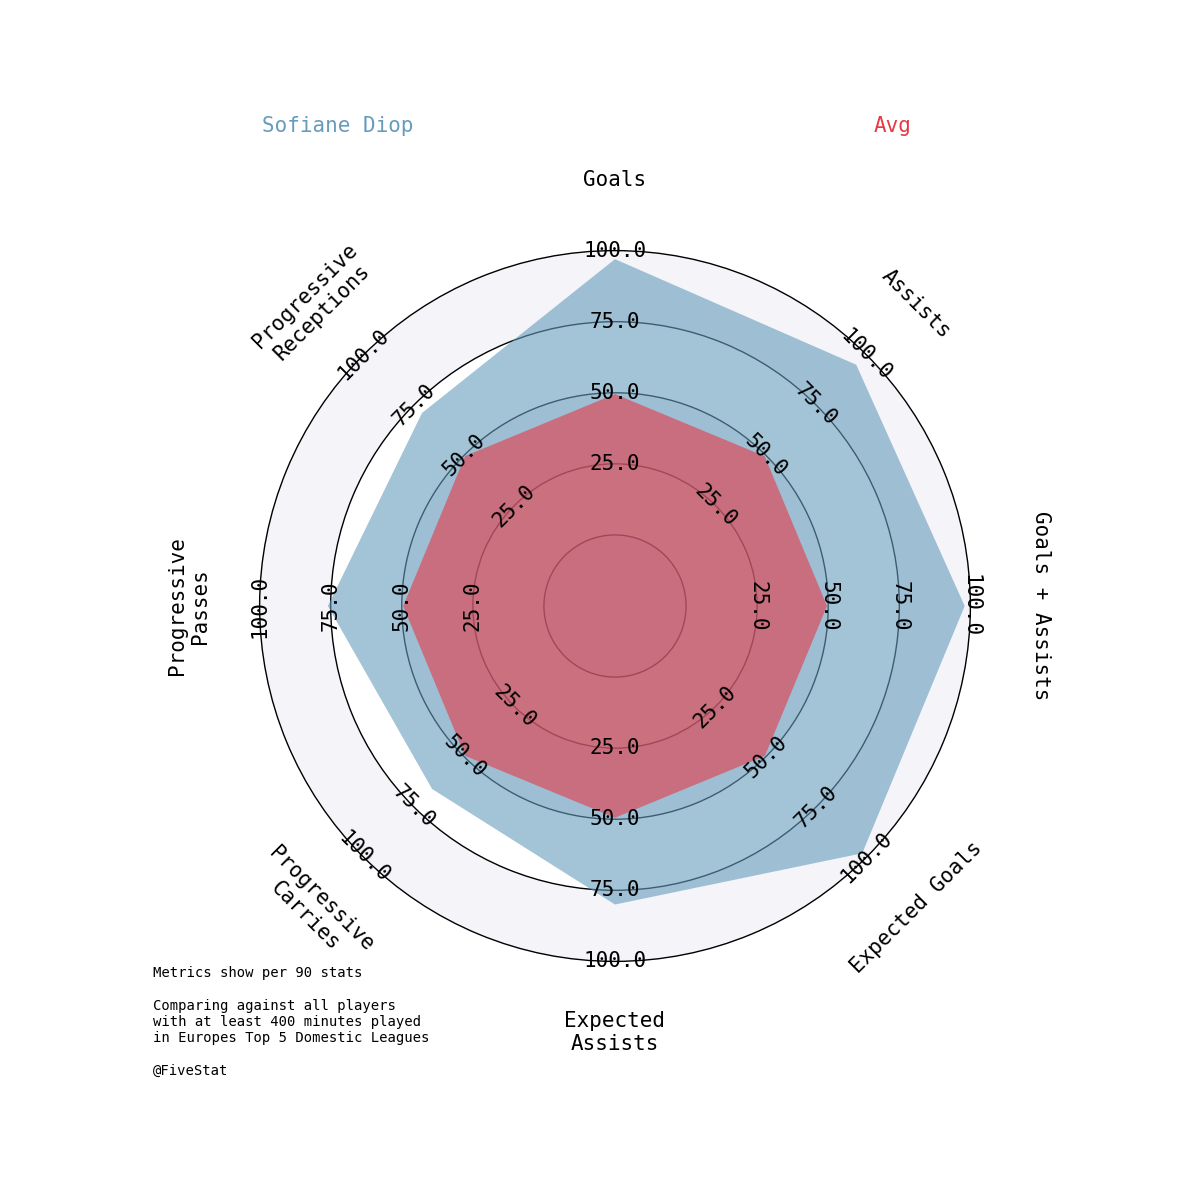 Sofiane Diop
Avg
Goals
Assists
Goals + Assists
Expected Goals
Expected
Assists
Progressive
Carries
Progressive
Passes
Progressive
Receptions
25.0
50.0
75.0
100.0
25.0
50.0
75.0
100.0
25.0
50.0
75.0
100.0
25.0
50.0
75.0
100.0
25.0
50.0
75.0
100.0
25.0
50.0
75.0
100.0
25.0
50.0
75.0
100.0
25.0
50.0
75.0
100.0
Metrics show per 90 stats
Comparing against all players
with at least 400 minutes played
in Europes Top 5 Domestic Leagues
@FiveStat